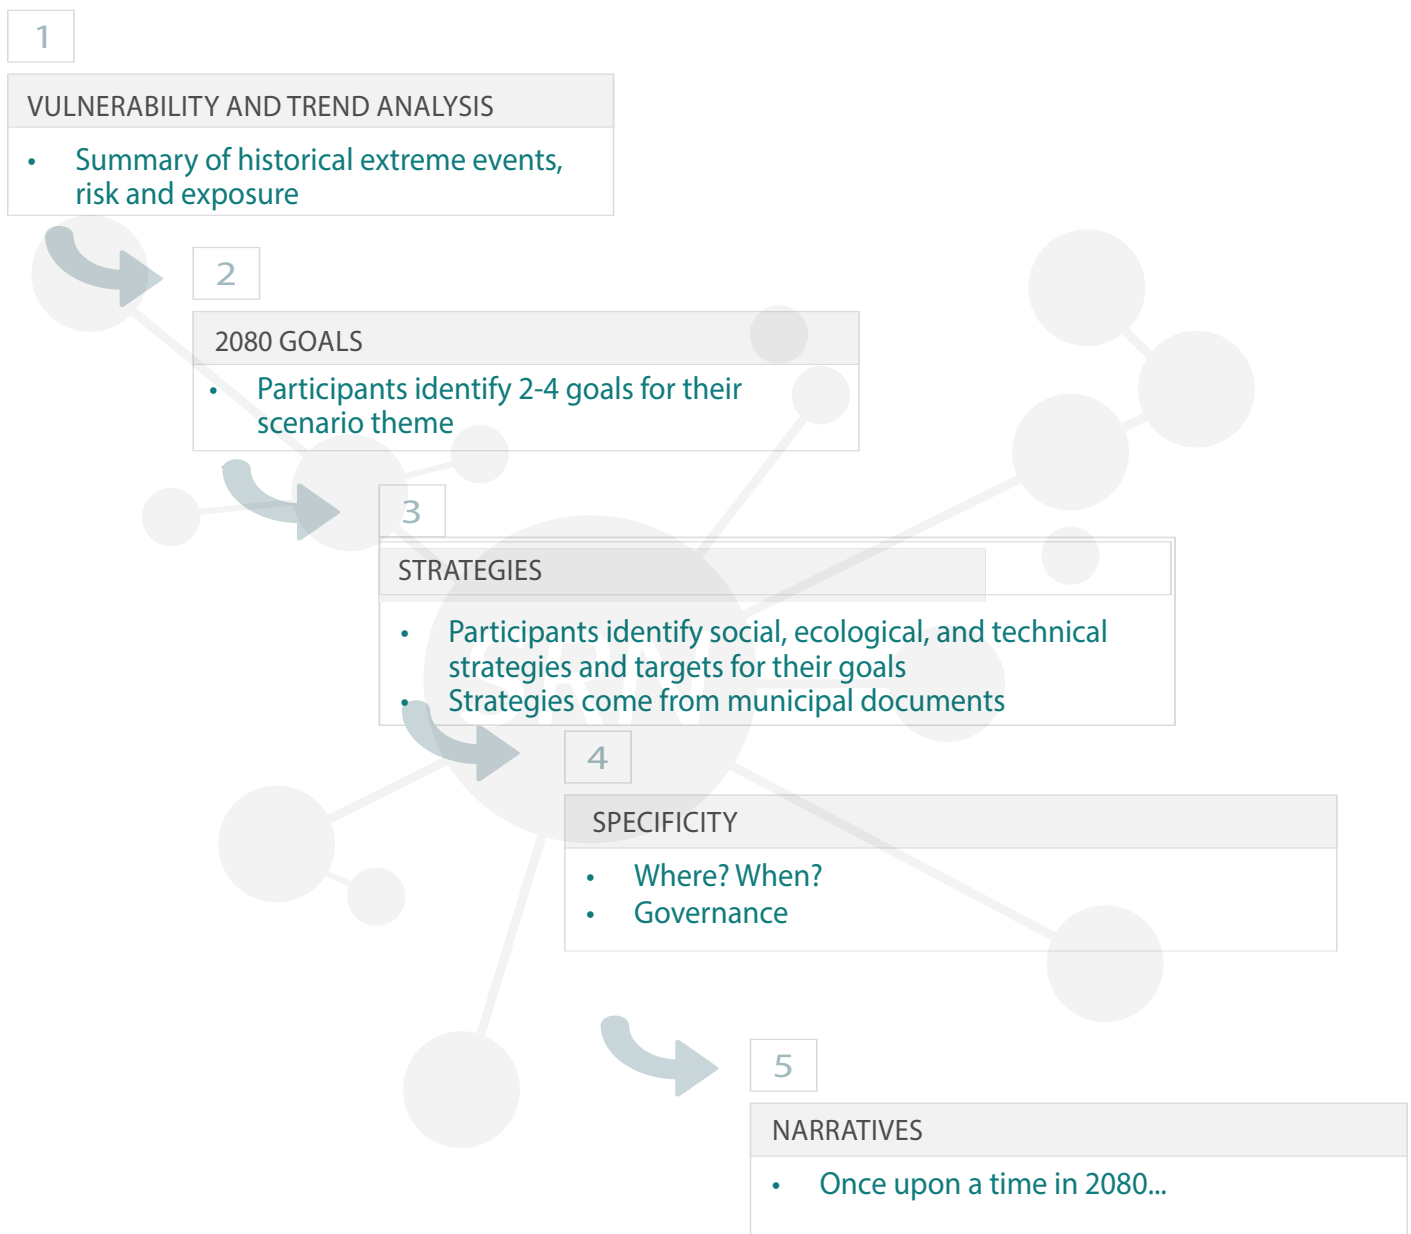 1
VULNERABILITY AND TREND ANALYSIS
• Summary of historical extreme events,
risk and exposure
2
2080 GOALS
• Participants identify 2-4 goals for their
scenario theme
3
STRATEGIES
• Participants identify social, ecological, and technical
strategies and targets for their goals
• Strategies come from municipal documents
SRN
4
SPECIFICITY
• Where? When?
• Governance
5
NARRATIVES
• Once upon a time in 2080...